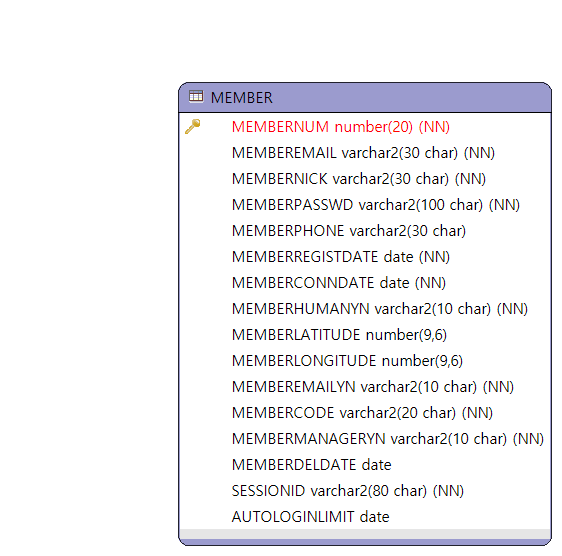 MEMBER
MEMBERNUM number(20) (NN)
MEMBEREMAIL varchar2(30 char) (NN)
MEMBERNICK varchar2(30 char) (NN)
MEMBERPASSWD varchar2(100 char) (NN)
MEMBERPHONE varchar2(30 char)
MEMBERREGISTDATE date (NN)
MEMBERCONNDATE date (NN)
MEMBERHUMANYN varchar2(10 char) (NN)
MEMBERLATITUDE number(9,6)
MEMBERLONGITUDE number(9,6)
MEMBEREMAILYN varchar2(10 char) (NN)
MEMBERCODE varchar2(20 char) (NN)
MEMBERMANAGERYN varchar2(10 char) (NN)
MEMBERDELDATE date
SESSIONID varchar2(80 char) (NN)
AUTOLOGINLIMIT date